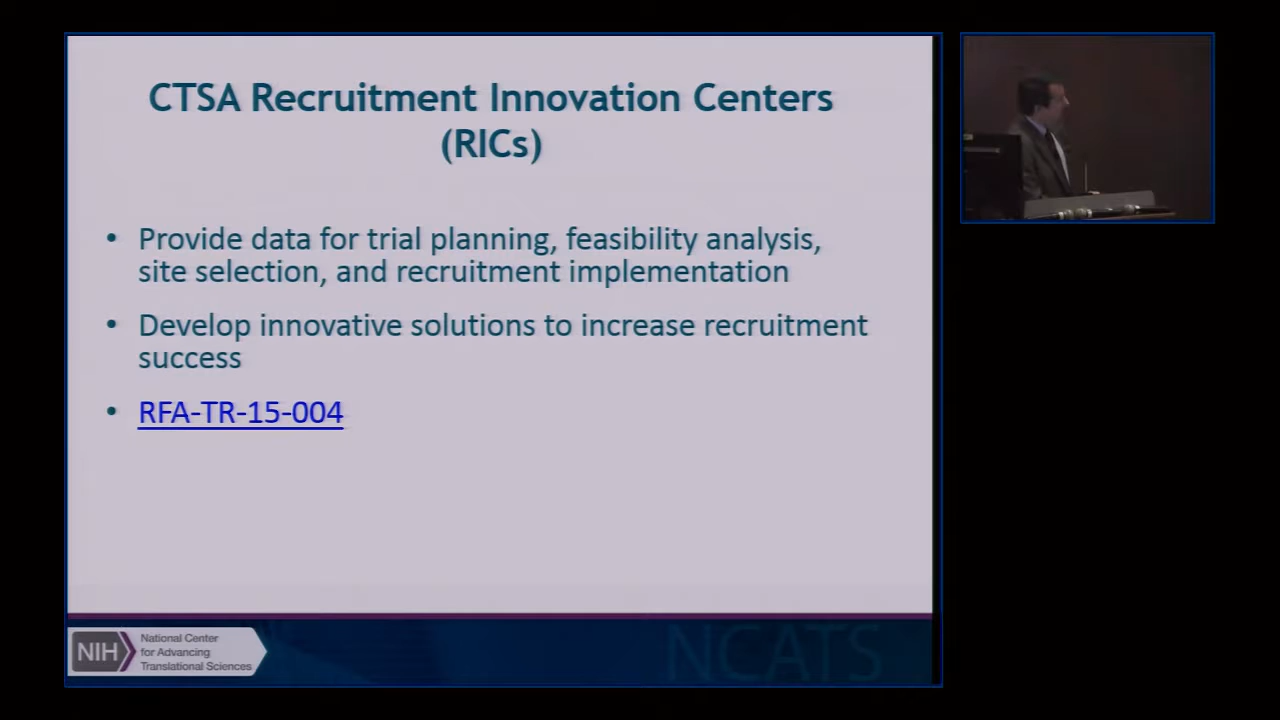 CTSA Recruitment Innovation Centers
(RICs)
• Provide data for trial planning, feasibility analysis,
site selection, and recruitment implementation
• Develop innovative solutions to increase recruitment
success
• RFA-TR-15-004
NIH
National Center
for Advancing
Translational Sciences
NCATS